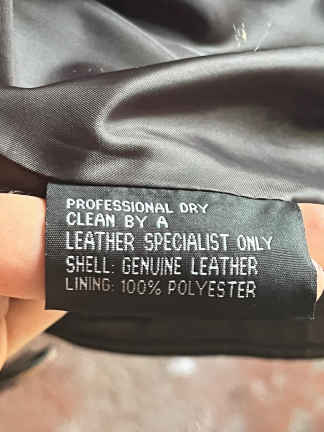 PROFESSIONAL DRY
CLEAN BY A
LEATHER SPECIALIST ONLY
SHELL: GENUINE LEATHER
LINING: 100% POLYESTER